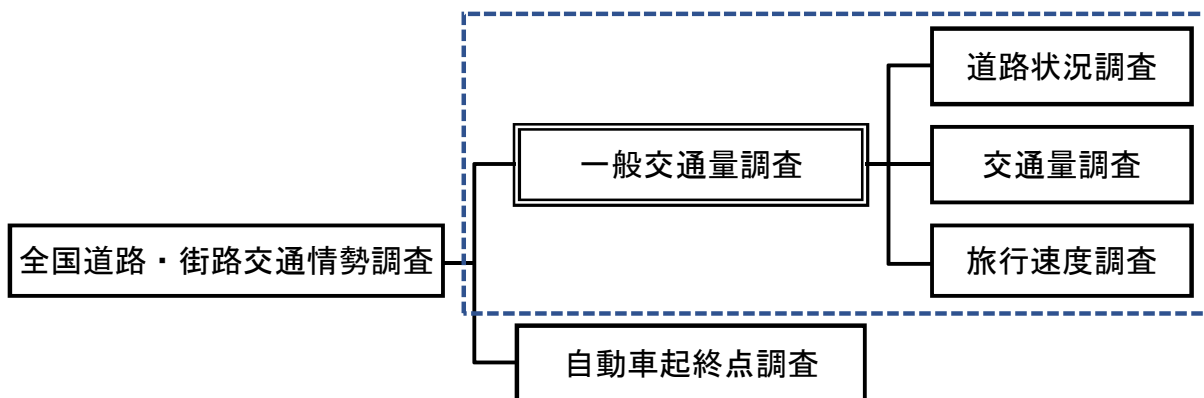 道路状況調査
一般交通量調査
交通量調査
全国道路・街路交通情勢調査
旅行速度調査
自動車起終点調査